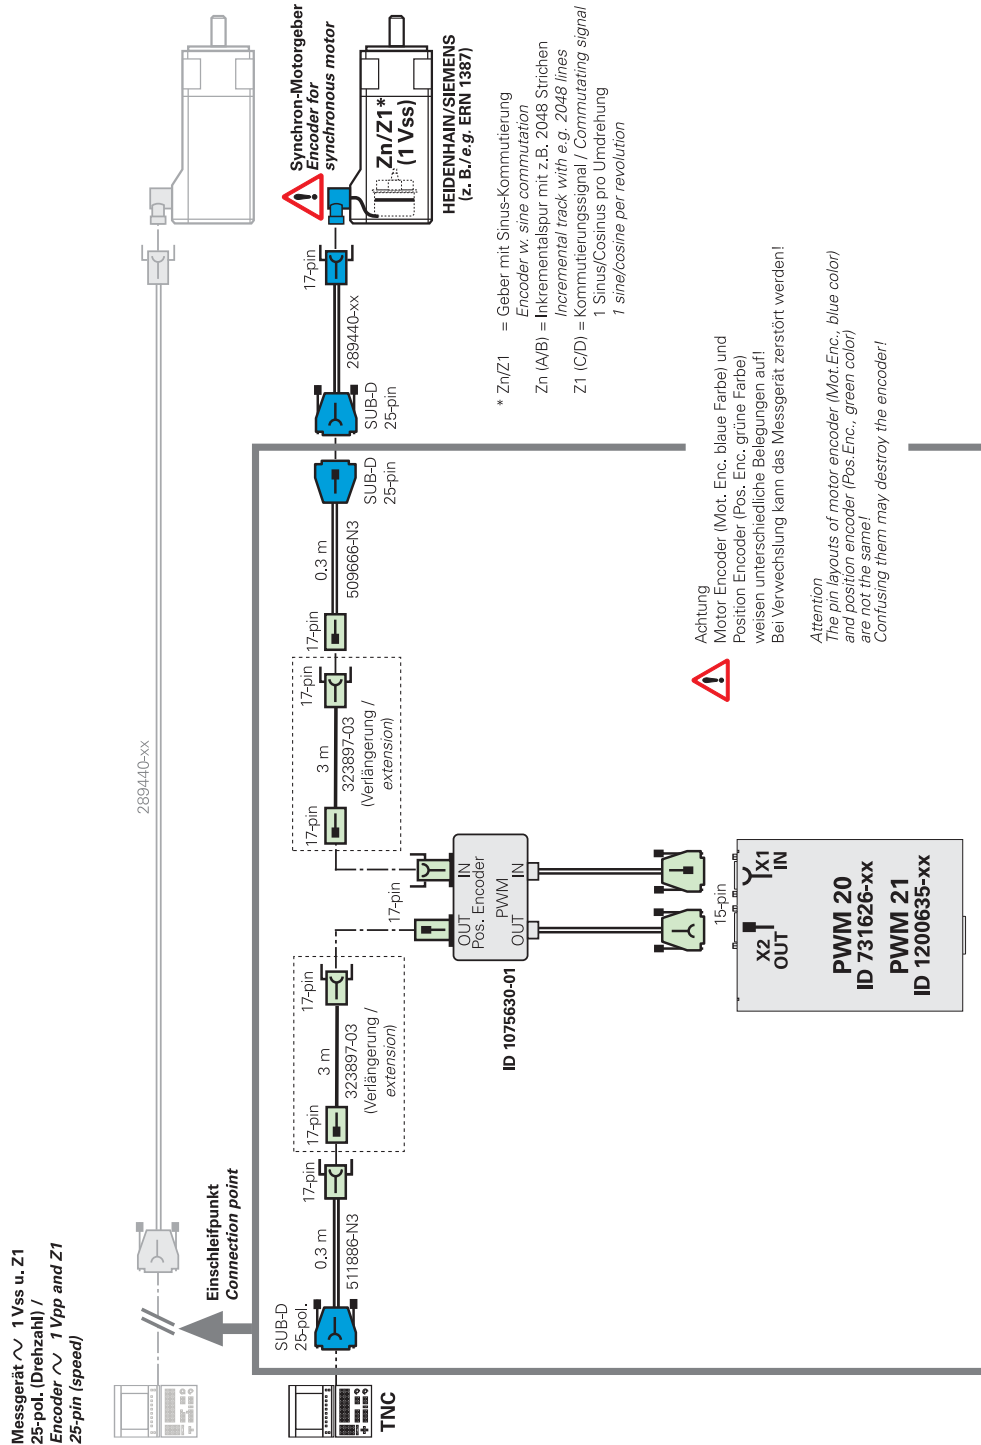 Messgerät ~ 1 Vss u. Z1
25-pol. (Drehzahl) /
Encoder ~ 1 Vpp and Z1
25-pin (speed)
289440-xx
Einschleifpunkt
Connection point
TNC
SUB-D
25-pol.
0.3 m
511886-N3
17-pin
17-pin
3 m
323897-03
(Verlängerung /
extension)
17-pin
17-pin
OUT
IN
Pos. Encoder
PWM
OUT
IN
ID 1075630-01
17-pin
3 m
323897-03
(Verlängerung /
extension)
17-pin
17-pin
0.3 m
509666-N3
SUB-D
25-pin
SUB-D
25-pin
289440-xx
17-pin
Synchron-Motorgeber
Encoder for
synchronous motor
Zn/Z1*
(1 Vss)
HEIDENHAIN/SIEMENS
(z. B./e.g. ERN 1387)
* Zn/Z1 = Geber mit Sinus-Kommutierung
Encoder w. sine commutation
Zn (A/B) = Inkrementalspur mit z.B. 2048 Strichen
Incremental track with e.g. 2048 lines
Z1 (C/D) = Kommutierungssignal / Commutating signal
1 Sinus/Cosinus pro Umdrehung
1 sine/cosine per revolution
15-pin
X2
OUT
X1
IN
PWM 20
ID 731626-xx
PWM 21
ID 1200635-xx
Achtung
Motor Encoder (Mot. Enc. blaue Farbe) und
Position Encoder (Pos. Enc. grüne Farbe)
weisen unterschiedliche Belegungen auf!
Bei Verwechslung kann das Messgerät zerstört werden!
Attention
The pin layouts of motor encoder (Mot.Enc., blue color)
and position encoder (Pos.Enc., green color)
are not the same!
Confusing them may destroy the encoder!